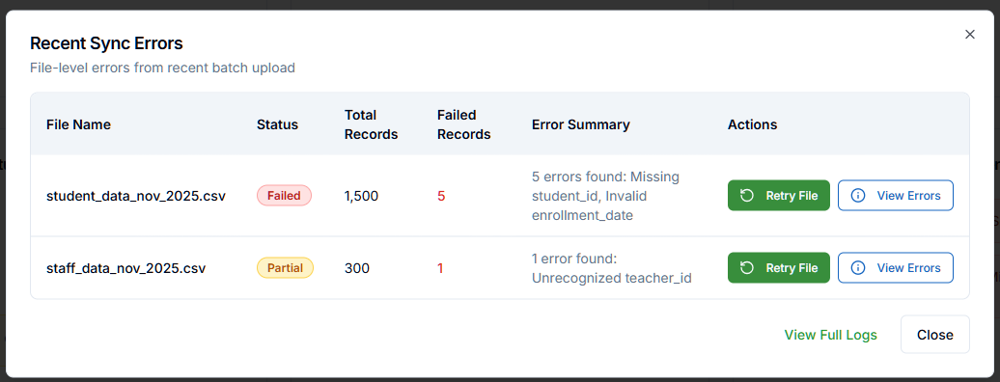 Recent Sync Errors
File-level errors from recent batch upload
File Name
Status
Total
Records
Failed
Records
Error Summary
Actions
student_data_nov_2025.csv
Failed
1,500
5
5 errors found: Missing
student_id, Invalid
enrollment_date
Retry File
View Errors
staff_data_nov_2025.csv
Partial
300
1
1 error found:
Unrecognized teacher_id
Retry File
View Errors
View Full Logs
Close